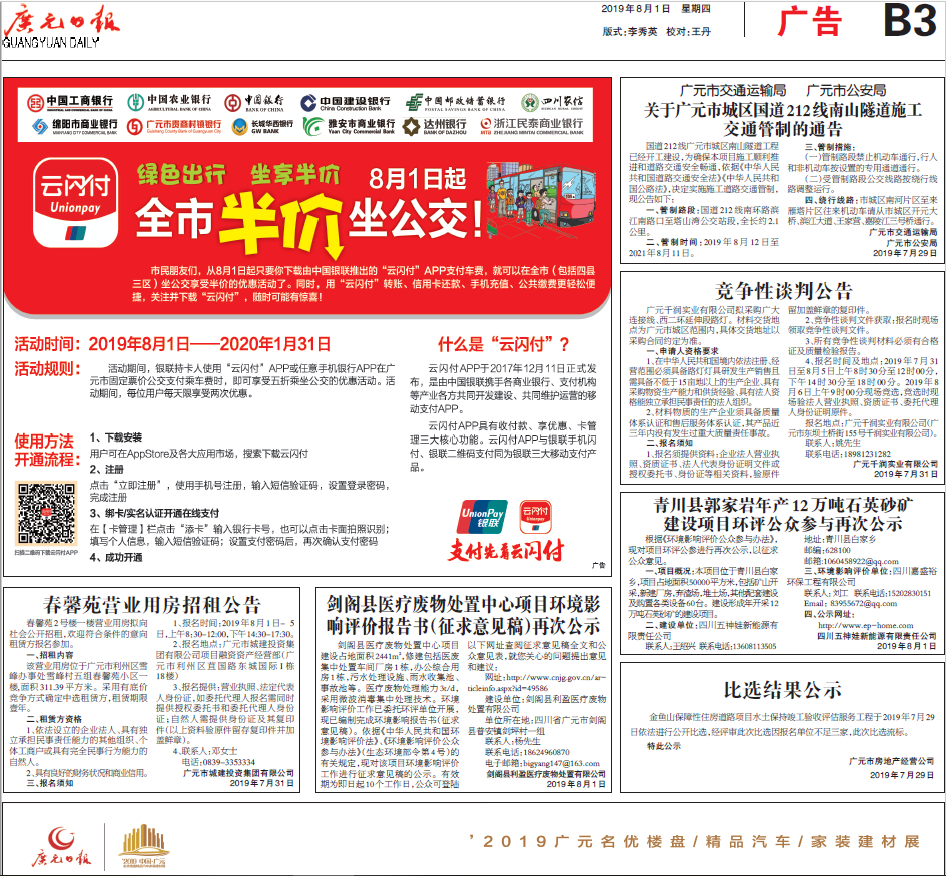 广元日报
GUANGYUAN DAILY
2019年8月1日 星期四
版式:李秀英 校对:王丹
广告
B3
中国工商银行
中国农业银行
AGRICULTURAL BANK OF CHINA
中国银行
BANK OF CHINA
中国建设银行
China Construction Bank
中国邮政储蓄银行
POSTAL SAVINGS BANK OF CHINA
四川农信
绵阳市商业银行
MIANYANG CITY COMMERCIAL BANK
广元市贵商村镇银行
Guishang County Bank of Guangyuan City
长城华西银行
GW BANK
雅安市商业银行
Yaan City Commercial Bank
达州银行
BANK OF DAZHOU
浙江民泰商业银行
ZHEJIANG MINTAI COMMERCIAL BANK
云闪付
Unionpay
绿色出行 坐享半价
8月1日起
全市半价坐公交!
市民朋友们，从8月1日起只要你下载由中国银联推出的“云闪付”APP支付车费，就可以在全市（包括四县
三区）坐公交享受半价的优惠活动了。同时，用“云闪付”转账、信用卡还款、手机充值、公共缴费更轻松便
捷，关注并下载“云闪付”，随时可能有惊喜！
活动时间：2019年8月1日——2020年1月31日
活动规则：
活动期间，银联持卡人使用“云闪付”APP或任意手机银行APP在广
元市固定票价公交支付乘车费时，即可享受五折乘坐公交的优惠活动。活
动期间，每位用户每天限享受两次优惠。
使用方法
开通流程：
1、下载安装
用户可在AppStore及各大应用市场，搜索下载云闪付
2、注册
点击“立即注册”，使用手机号注册，输入短信验证码，设置登录密码，
完成注册
3、绑卡/实名认证开通在线支付
在【卡管理】栏点击“添卡”输入银行卡号，也可以点击卡面拍照识别；
填写个人信息，输入短信验证码；设置支付密码后，再次确认支付密码
4、成功开通
扫描二维码下载云闪付APP
什么是“云闪付”?
云闪付APP于2017年12月11日正式发
布，是由中国银联携手各商业银行、支付机构
等产业各方共同开发建设、共同维护运营的移
动支付APP。
云闪付APP具有收付款、享优惠、卡管
理三大核心功能。云闪付APP与银联手机闪
付、银联二维码支付同为银联三大移动支付产
品。
UnionPay
银联
云闪付
Unionpay
支付先看云闪付
广告
广元市交通运输局 广元市公安局
关于广元市城区国道212线南山隧道施工
交通管制的通告
国道212线广元市城区南山隧道工程
已经开工建设,为确保本项目施工顺利推
进和道路交通安全畅通,依据《中华人民共
和国道路交通安全法》《中华人民共和
国公路法》,决定实施施工道路交通管制,
现公告如下:
一、管制路段:国道212线南环路滨
江南路口至塔山湾公交站段,全长约2.1
公里。
二、管制时间:2019年8月12日至
2021年8月11日。
三、管制措施:
(一)管制路段禁止机动车通行,行人
和非机动车按设置的专用通道通行。
(二)受管制路段公交线路按绕行线
路调整运行。
四、绕行线路:市城区南河片区至来
雁塔片区往来机动车请从市城区开元大
桥、滨江大道、王家营、嘉陵江三号桥通行。
广元市交通运输局
广元市公安局
2019年7月29日
竞争性谈判公告
广元千润实业有限公司拟采购广大
连接线、西二环延伸段路灯。材料交货地
点为广元市城区范围内,具体交货地址以
采购合同约定为准。
一、申请人资格要求
1、在中华人民共和国境内依法注册、经
营范围必须具备路灯灯具研发生产销售且
需具备不低于15亩地以上的生产企业,具有
采购物资生产能力和供货经验、具有法人资
格能独立承担民事责任的法人组织。
2、材料物质的生产企业须具备质量
体系认证和售后服务体系认证,其产品近
三年内没有发生过重大质量责任事故。
二、报名须知
1、报名须提供资料:企业法人营业执
照、资质证书、法人代表身份证明文件或
授权委托书、身份证等相关资料,验原件
留加盖鲜章的复印件。
2、竞争性谈判文件获取:报名时现场
领取竞争性谈判文件。
3、所有竞争性谈判材料必须有合格
证及质量检验报告。
4、报名时间及地点:2019年7月31
日至8月5日上午8时30分至12时00分,
下午14时30分至18时00分。2019年8
月6日上午9时00分现场竞选,竞选时现
场验法人营业执照、资质证书、委托代理
人身份证明原件。
报名地点:广元千润实业有限公司(广
元市东坝土桥街155号千润实业有限公司)。
联系人:姚先生
联系电话:18981231282
广元千润实业有限公司
2019年7月31日
青川县郭家岩年产12万吨石英砂矿
建设项目环评公众参与再次公示
根据《环境影响评价公众参与办法》,
现对项目环评公参进行再次公示,以征求
公众意见。
一、项目概况:本项目位于青川县白家
乡,项目占地面积50000平方米,包括矿山开
采,新建厂房,弃渣场,堆土场,其他配套建设
及购置各类设备60台。建设形成年开采12
万吨石英砂矿的建设项目。
二、建设单位:四川五神娃新能源有
限责任公司
联系人:王绍兴 联系电话:13608113505
地址:青川县白家乡
邮编:628100
邮箱:1060458922@qq.com
三、环境影响评价单位:四川嘉盛裕
环保工程有限公司
联系人:刘工 联系电话:15202830151
Email: 83955672@qq.com
四、公示网址:
http://www.ep-home.com
四川五神娃新能源有限责任公司
2019年8月1日
春馨苑营业用房招租公告
春馨苑2号楼一楼营业用房拟向
社会公开招租,欢迎符合条件的意向
租赁方报名参加。
一、招租内容
该营业用房位于广元市利州区雪
峰办事处雪峰村五组春馨苑小区一
楼,面积311.39平方米。采用有底价
竞争方式确定中选租赁方,租赁期限
壹年。
二、租赁方资格
1、依法设立的企业法人、具有独
立承担民事责任能力的其他组织、个
体工商户或具有完全民事行为能力的
自然人。
2、具有良好的财务状况和商业信用。
三、报名须知
1、报名时间:2019年8月1日-5
日,上午8:30-12:00,下午14:30-17:30。
2、报名地点:广元市城建投资集
团有限公司项目融资资产经营部(广
元市利州区苴国路东城国际1栋
18楼)
3、报名提供:营业执照、法定代表
人身份证,如委托代理人报名需同时
提供授权委托书和委托代理人身份
证;自然人需提供身份证及其复印
件(以上资料验原件留存复印件并加
盖鲜章)。
4、联系人:邓女士
电话:0839-3353334
广元市城建投资集团有限公司
2019年7月31日
剑阁县医疗废物处置中心项目环境影
响评价报告书(征求意见稿)再次公示
剑阁县医疗废物处置中心项目
建设占地面积2441m²,修建包括医废
集中处置车间厂房1栋,办公综合用
房1栋,污水处理设施、雨水收集池、
事故池等。医疗废物处理能力3t/d,
采用微波消毒集中处理技术。环境
影响评价工作已委托环评单位开展,
现已编制完成环境影响报告书(征求
意见稿)。依据《中华人民共和国环
境影响评价法》、《环境影响评价公众
参与办法》(生态环境部令第4号)的
有关规定,现对该项目环境影响评价
工作进行征求意见稿的公示。有效
期为即日起10个工作日,公众可登陆
以下网址查阅征求意见稿全文和公
众意见表,就您关心的问题提出意见
和建议:
网址:http://www.cnjg.gov.cn/ar-
ticleinfo.aspx?id=49586
建设单位:剑阁县利盈医疗废物
处置有限公司
单位所在地:四川省广元市剑阁
县普安镇剑坪村一组
联系人:杨先生
联系电话:18624960870
电子邮箱:bigyang147@163.com
剑阁县利盈医疗废物处置有限公司
2019年8月1日
比选结果公示
金鱼山保障性住房道路项目水土保持竣工验收评估服务工程于2019年7月29
日依法进行公开比选,经评审此次比选因报名单位不足三家,此次比选流标。
特此公示
广元市房地产经营公司
2019年7月29日
广元日报
2019 中国·广元
’2019广元名优楼盘/精品汽车/家装建材展